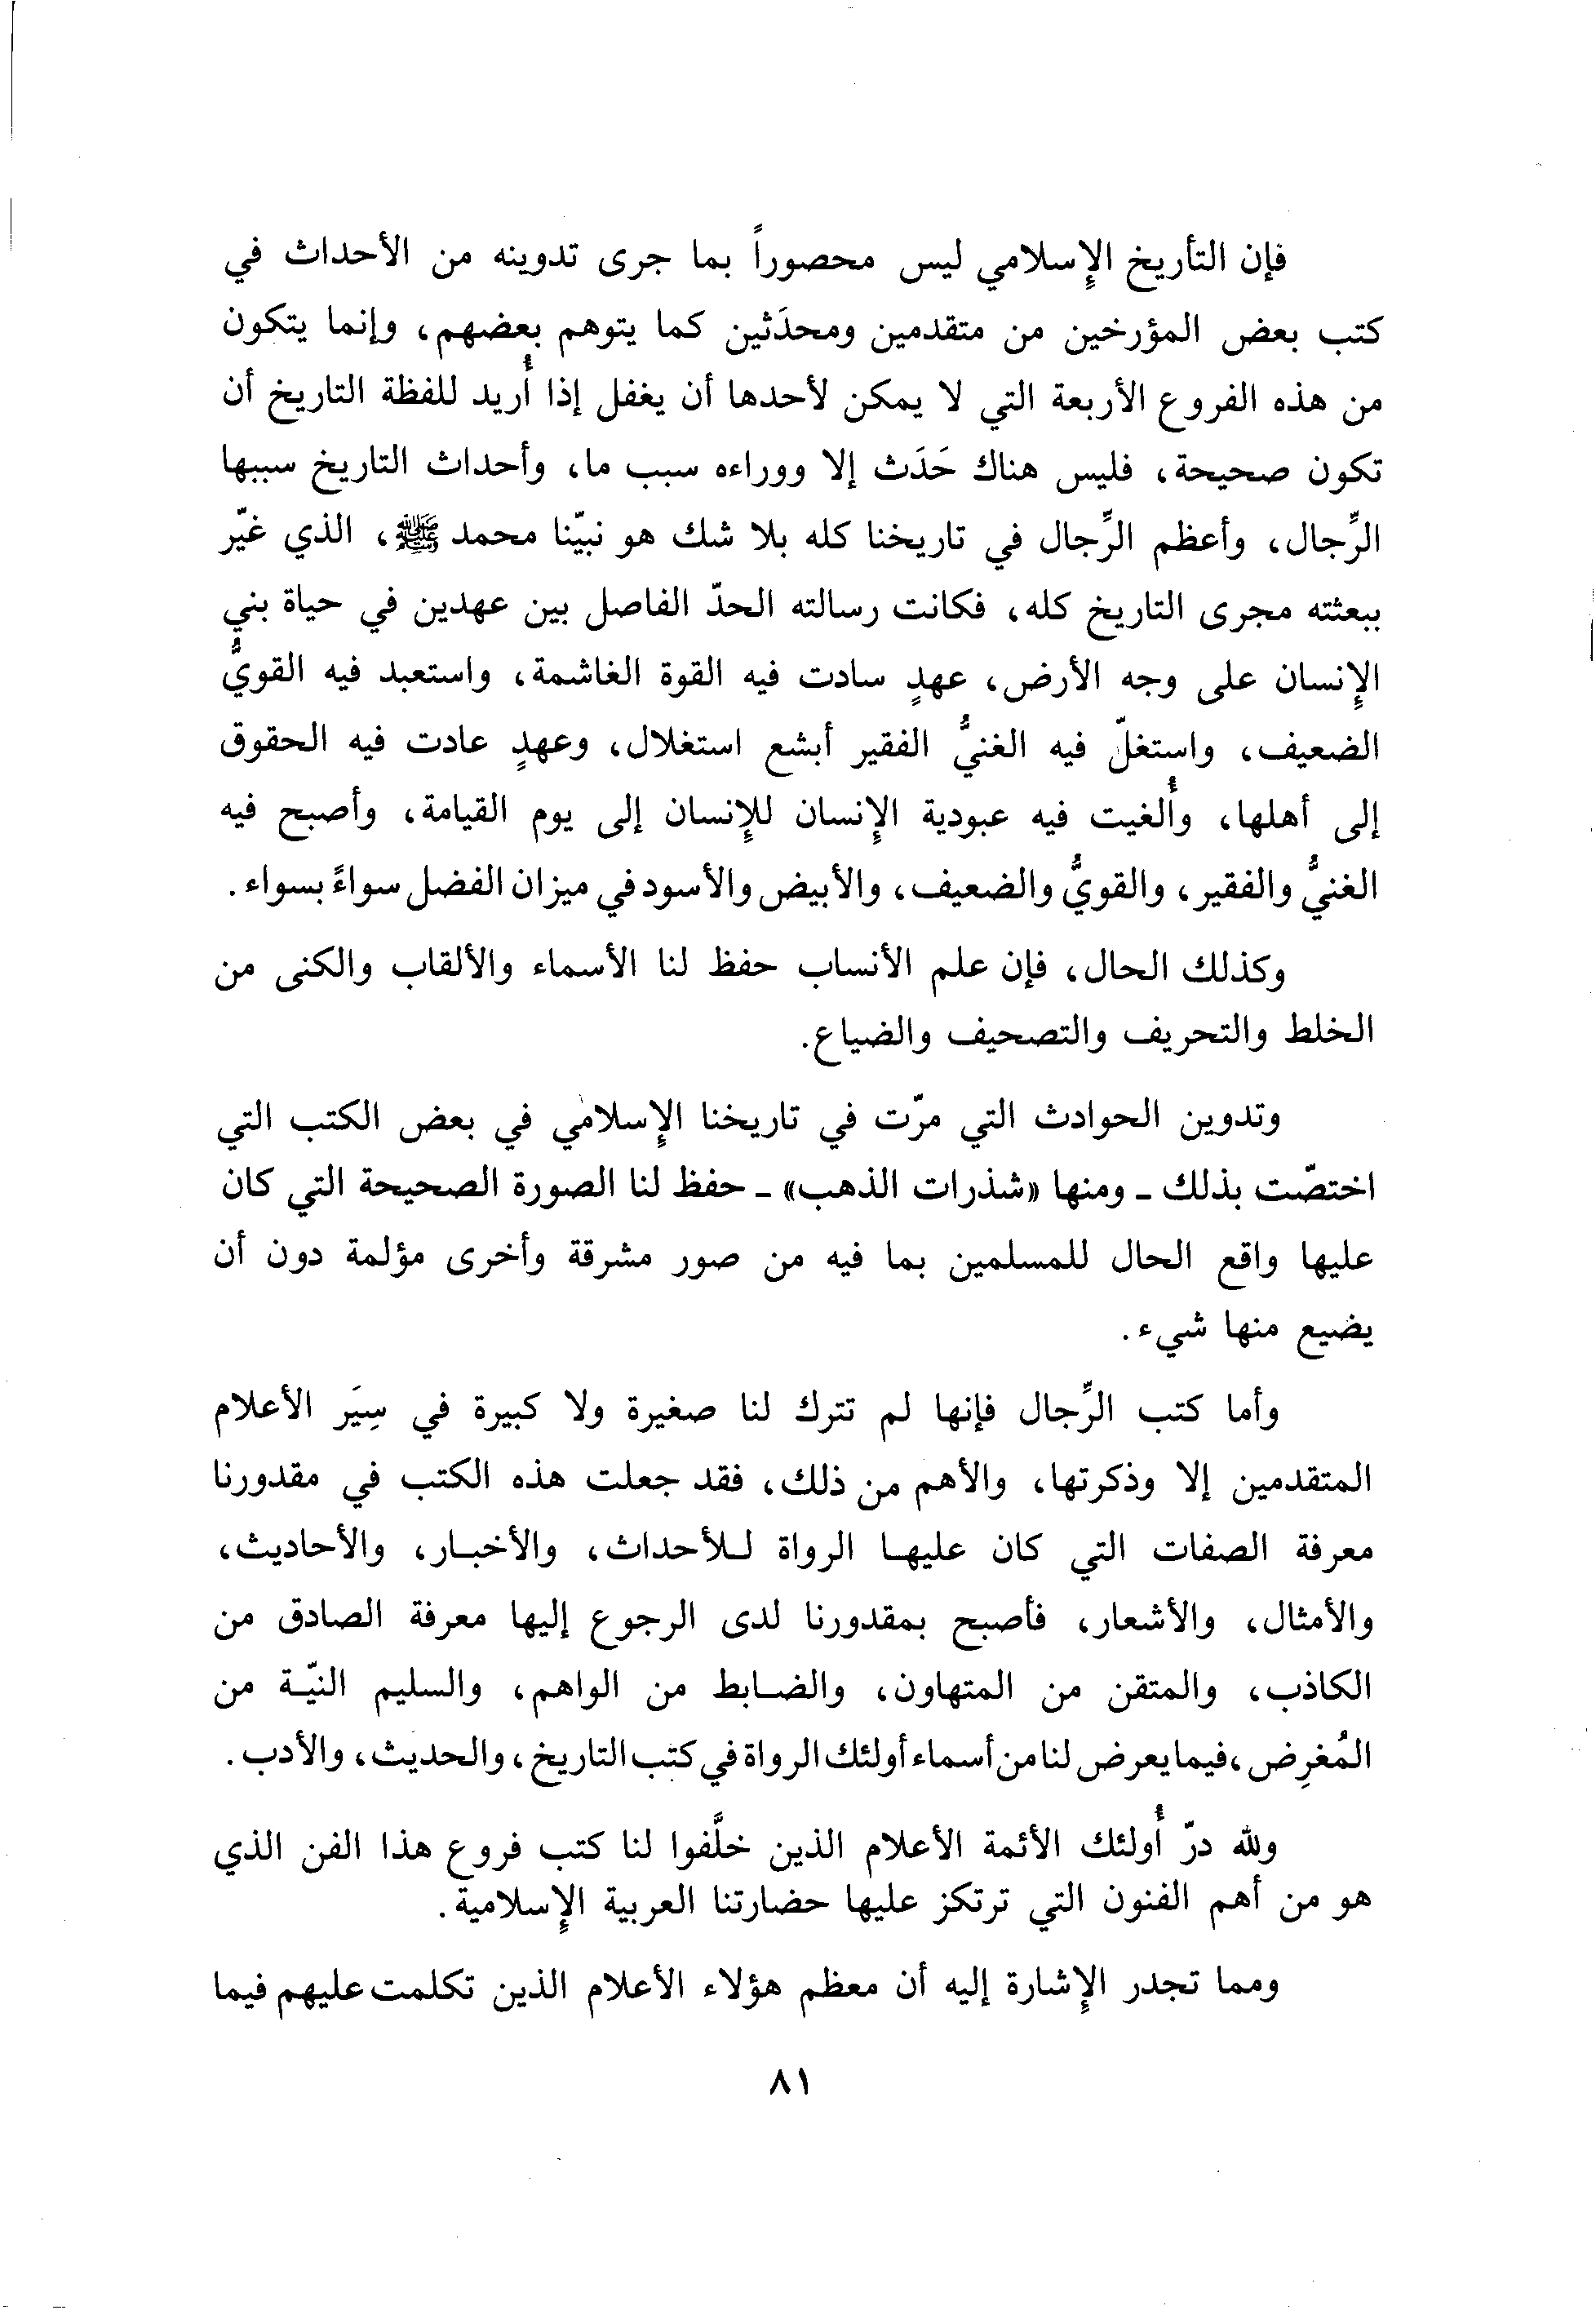 فإن التأريخ الإسلامي ليس محصوراً بما جرى تدوينه من الأحداث في
كتب بعض المؤرخين من متقدمين ومحدَثين كما يتوهم بعضهم، وإنما يتكون
من هذه الفروع الأربعة التي لا يمكن لأحدها أن يغفل إذا أُريد للفظة التاريخ أن
تكون صحيحة، فليس هناك حَدَث إلا ووراءه سبب ما، وأحداث التاريخ سببها
الرِّجال، وأعظم الرِّجال في تاريخنا كله بلا شك هو نبيّنا محمد ﷺ، الذي غيّر
ببعثته مجرى التاريخ كله، فكانت رسالته الحدّ الفاصل بين عهدين في حياة بني
الإنسان على وجه الأرض، عهدٍ سادت فيه القوة الغاشمة، واستعبد فيه القويُّ
الضعيف، واستغلّ فيه الغنيُّ الفقير أبشع استغلال، وعهدٍ عادت فيه الحقوق
إلى أهلها، وأُلغيت فيه عبودية الإنسان للإنسان إلى يوم القيامة، وأصبح فيه
الغنيُّ والفقير، والقويُّ والضعيف، والأبيض والأسود في ميزان الفضل سواءً بسواء.
وكذلك الحال، فإن علم الأنساب حفظ لنا الأسماء والألقاب والكنى من
الخلط والتحريف والتصحيف والضياع.
وتدوين الحوادث التي مرّت في تاريخنا الإسلامي في بعض الكتب التي
اختصّت بذلك ـ ومنها «شذرات الذهب» ـ حفظ لنا الصورة الصحيحة التي كان
عليها واقع الحال للمسلمين بما فيه من صور مشرقة وأخرى مؤلمة دون أن
يضيع منها شيء.
وأما كتب الرِّجال فإنها لم تترك لنا صغيرة ولا كبيرة في سِيَر الأعلام
المتقدمين إلا وذكرتها، والأهم من ذلك، فقد جعلت هذه الكتب في مقدورنا
معرفة الصفات التي كان عليها الرواة للأحداث، والأخبار، والأحاديث،
والأمثال، والأشعار، فأصبح بمقدورنا لدى الرجوع إليها معرفة الصادق من
الكاذب، والمتقن من المتهاون، والضابط من الواهم، والسليم النيّة من
المُغرِض، فيما يعرض لنا من أسماء أولئك الرواة في كتب التاريخ، والحديث، والأدب.
ولله درّ أُولئك الأئمة الأعلام الذين خلَّفوا لنا كتب فروع هذا الفن الذي
هو من أهم الفنون التي ترتكز عليها حضارتنا العربية الإسلامية.
ومما تجدر الإشارة إليه أن معظم هؤلاء الأعلام الذين تكلمت عليهم فيما
٨١